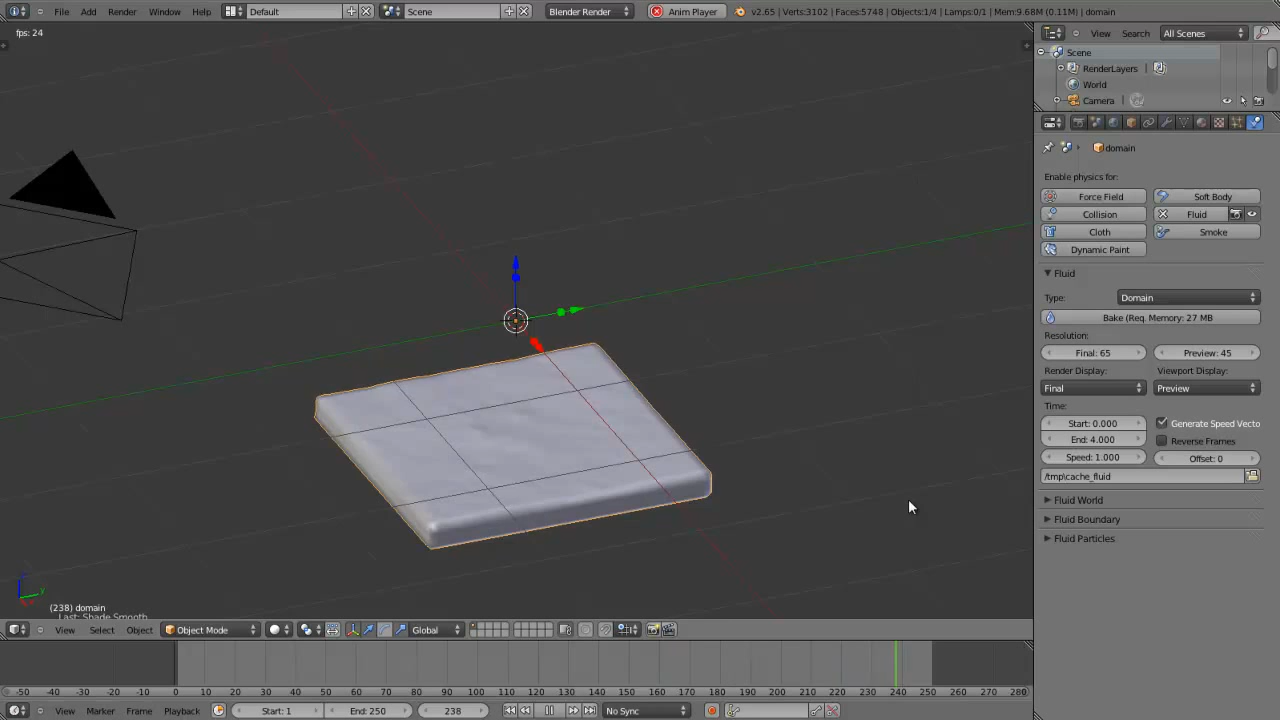 File Add Render Window Help Default Scene Blender Render Anim Player v2.65 | Verts:3102 | Faces:5748 | Objects:1/4 | Lamps:0/1 | Mem:9.68M (0.11M) | domain
fps: 24
View Search All Scenes
Scene
RenderLayers
World
Camera
domain
Enable physics for:
Force Field Soft Body
Collision Fluid
Cloth Smoke
Dynamic Paint
Fluid
Type: Domain
Bake (Req. Memory: 27 MB
Resolution:
Final: 65 Preview: 45
Render Display: Viewport Display:
Final Preview
Time:
Start: 0.000 Generate Speed Vecto
End: 4.000 Reverse Frames
Speed: 1.000 Offset: 0
/tmp\cache_fluid
Fluid World
Fluid Boundary
Fluid Particles
(238) domain
Last: Shade Smooth
View Select Object Object Mode Global
-50 -40 -30 -20 -10 0 10 20 30 40 50 60 70 80 90 100 110 120 130 140 150 160 170 180 190 200 210 220 230 240 250 260 270 280
View Marker Frame Playback Start: 1 End: 250 238 No Sync